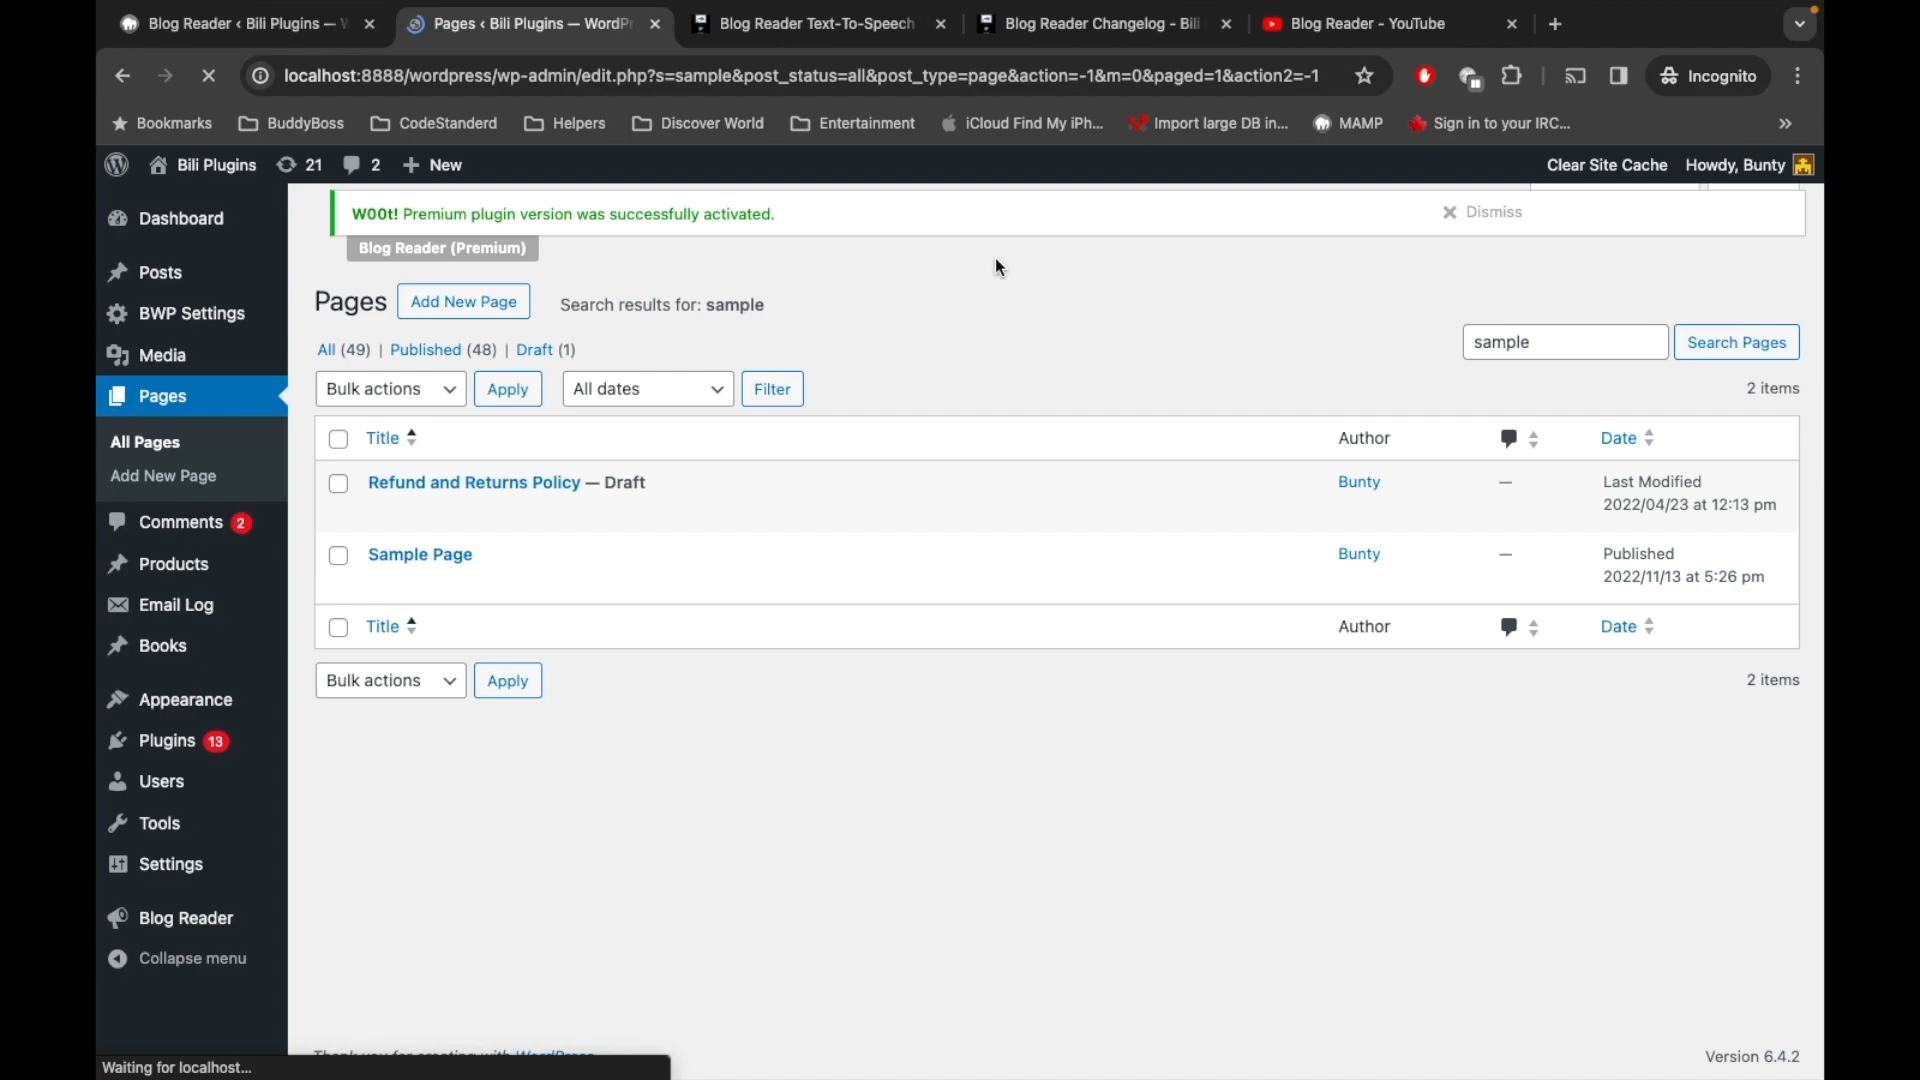 Blog Reader ‹ Bili Plugins —
Pages ‹ Bili Plugins — WordPr
Blog Reader Text-To-Speech
Blog Reader Changelog - Bili
Blog Reader - YouTube
localhost:8888/wordpress/wp-admin/edit.php?s=sample&post_status=all&post_type=page&action=-1&m=0&paged=1&action2=-1
Incognito
Bookmarks
BuddyBoss
CodeStanderd
Helpers
Discover World
Entertainment
iCloud Find My iPh...
Import large DB in...
MAMP
Sign in to your IRC...
»
Bili Plugins
21
2
+ New
Clear Site Cache
Howdy, Bunty
Dashboard
Posts
BWP Settings
Media
Pages
All Pages
Add New Page
Comments 2
Products
Email Log
Books
Appearance
Plugins 13
Users
Tools
Settings
Blog Reader
Collapse menu
W00t! Premium plugin version was successfully activated.
Dismiss
Blog Reader (Premium)
Pages
Add New Page
Search results for: sample
All (49) | Published (48) | Draft (1)
sample
Search Pages
Bulk actions
Apply
All dates
Filter
2 items
Title
Author
Date
Refund and Returns Policy — Draft
Bunty
—
Last Modified
2022/04/23 at 12:13 pm
Sample Page
Bunty
—
Published
2022/11/13 at 5:26 pm
Title
Author
Date
Bulk actions
Apply
2 items
Thank you for creating with WordPress
Version 6.4.2
Waiting for localhost...